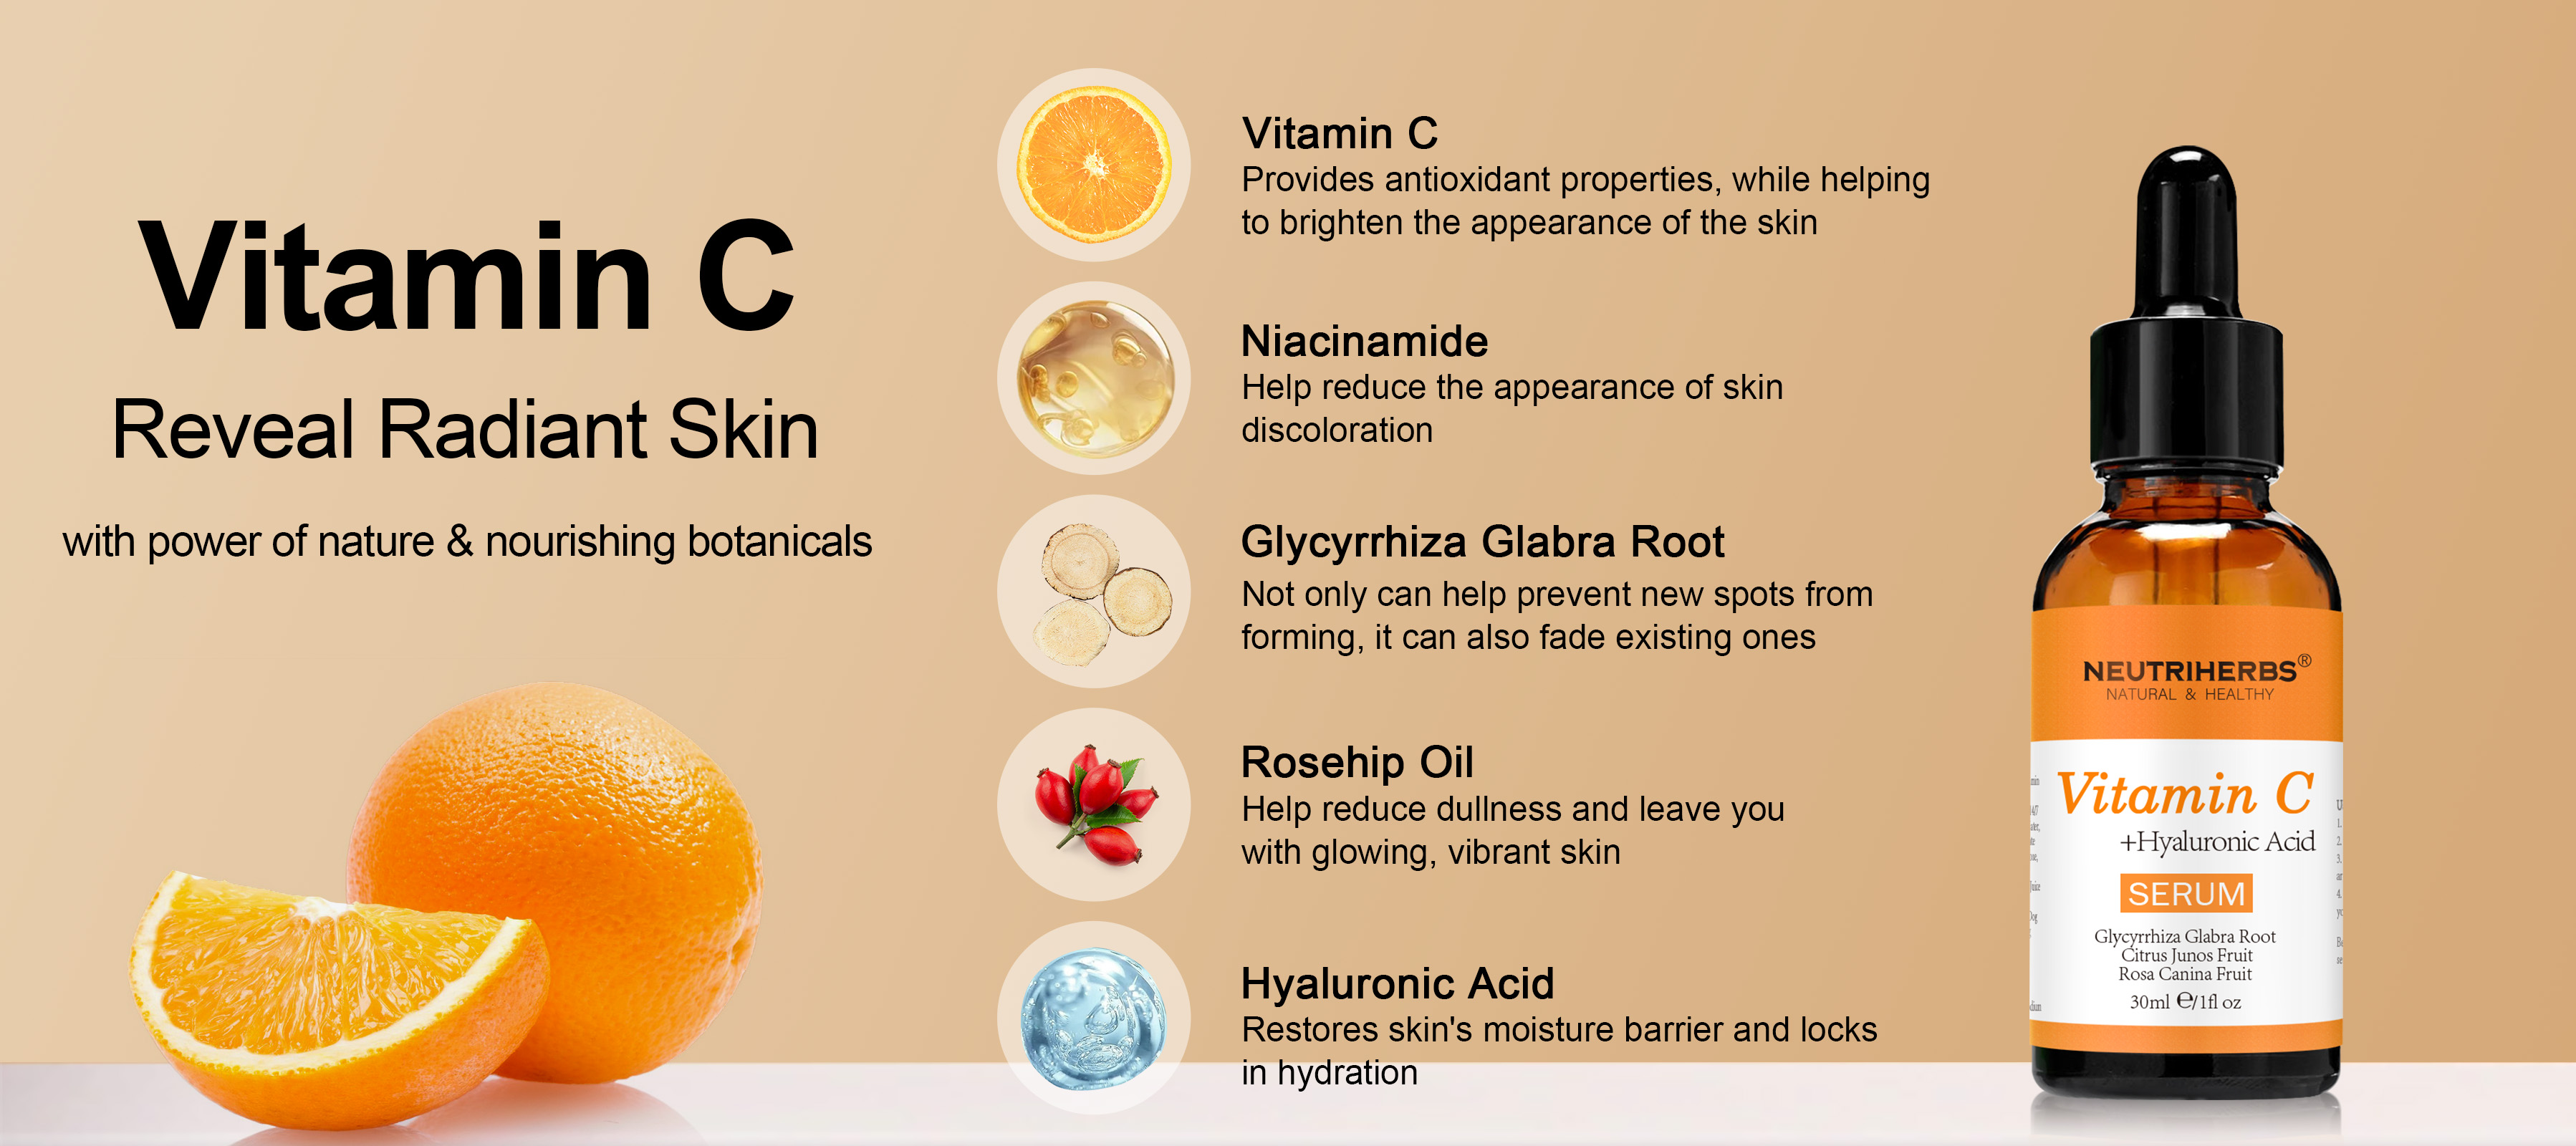 Vitamin C
Reveal Radiant Skin
with power of nature & nourishing botanicals
Vitamin C
Provides antioxidant properties, while helping
to brighten the appearance of the skin
Niacinamide
Help reduce the appearance of skin
discoloration
Glycyrrhiza Glabra Root
Not only can help prevent new spots from
forming, it can also fade existing ones
Rosehip Oil
Help reduce dullness and leave you
with glowing, vibrant skin
Hyaluronic Acid
Restores skin's moisture barrier and locks
in hydration
NEUTRIHERBS®
NATURAL & HEALTHY
Vitamin C
+Hyaluronic Acid
SERUM
Glycyrrhiza Glabra Root
Citrus Junos Fruit
Rosa Canina Fruit
30ml ℮/1fl oz